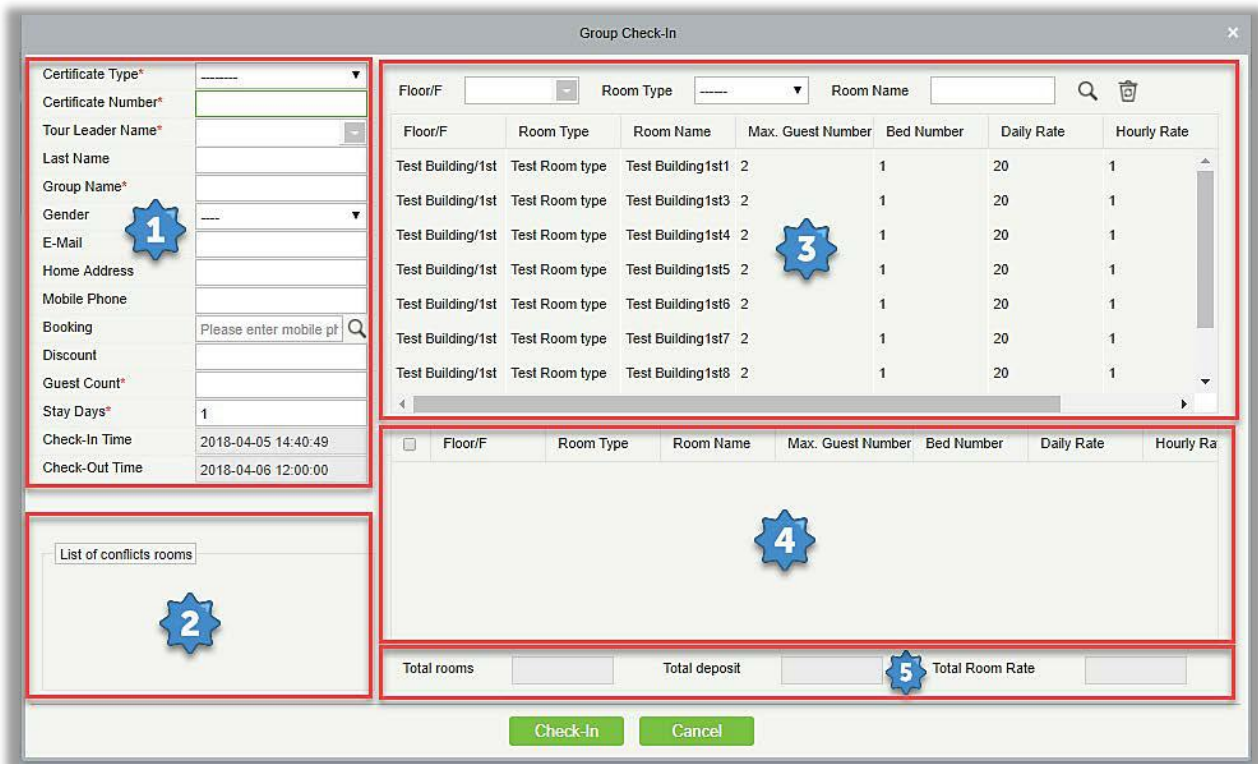 Group Check-In
Certificate Type* --------
Certificate Number*
Tour Leader Name*
Last Name
Group Name*
Gender ----
E-Mail
Home Address
Mobile Phone
Booking Please enter mobile ph
Discount
Guest Count*
Stay Days* 1
Check-In Time 2018-04-05 14:40:49
Check-Out Time 2018-04-06 12:00:00
1
List of conflicts rooms
2
Floor/F Room Type ------ Room Name
Floor/F Room Type Room Name Max. Guest Number Bed Number Daily Rate Hourly Rate
Test Building/1st Test Room type Test Building1st1 2 1 20 1
Test Building/1st Test Room type Test Building1st3 2 1 20 1
Test Building/1st Test Room type Test Building1st4 2 1 20 1
Test Building/1st Test Room type Test Building1st5 2 1 20 1
Test Building/1st Test Room type Test Building1st6 2 1 20 1
Test Building/1st Test Room type Test Building1st7 2 1 20 1
Test Building/1st Test Room type Test Building1st8 2 1 20 1
3
Floor/F Room Type Room Name Max. Guest Number Bed Number Daily Rate Hourly Ra
4
Total rooms Total deposit 5 Total Room Rate
Check-In Cancel